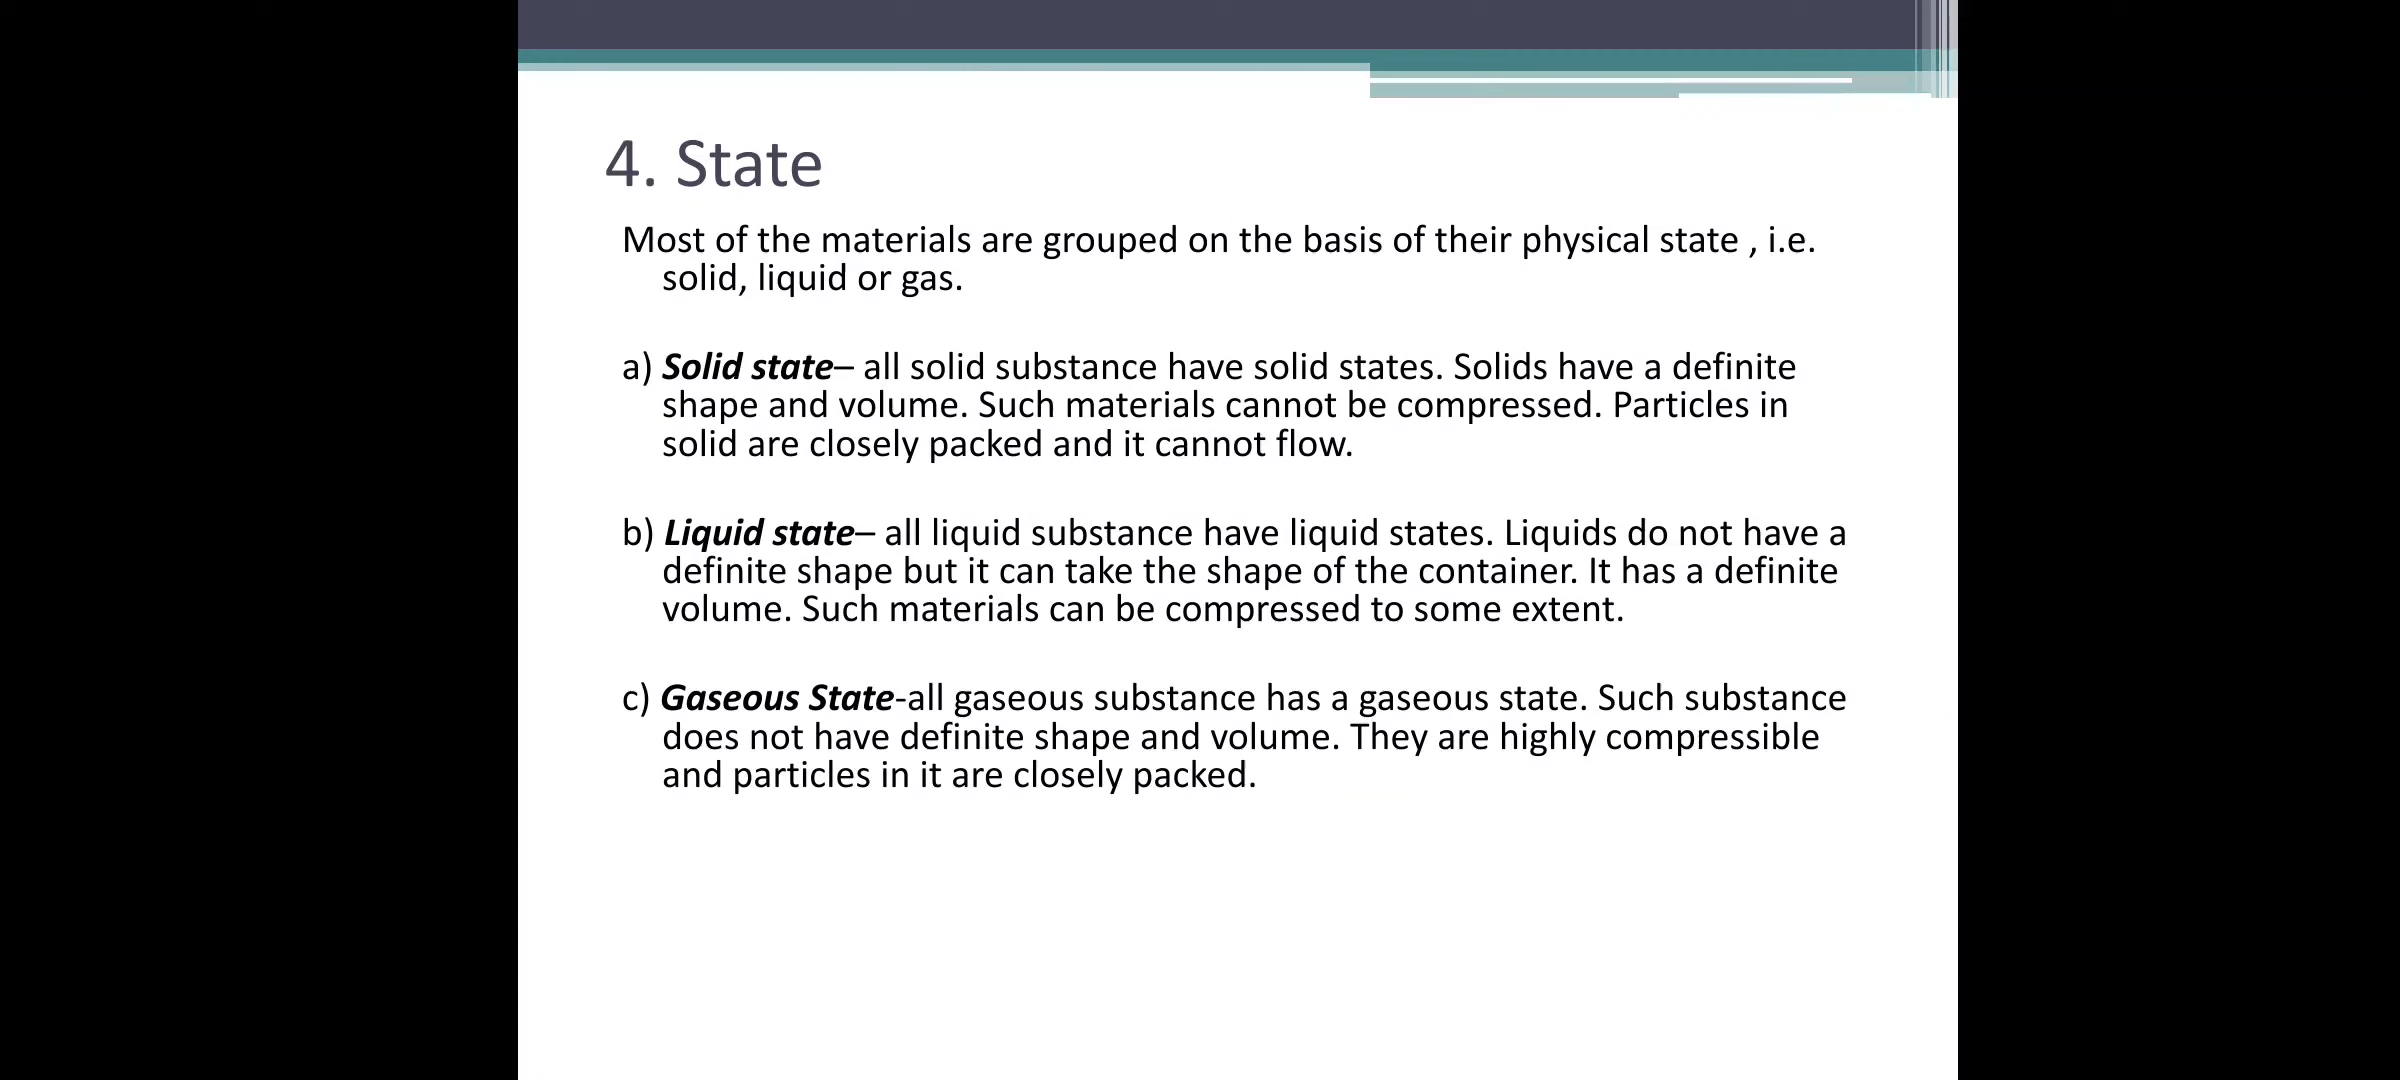 4. State
Most of the materials are grouped on the basis of their physical state , i.e.
solid, liquid or gas.
a) Solid state– all solid substance have solid states. Solids have a definite
shape and volume. Such materials cannot be compressed. Particles in
solid are closely packed and it cannot flow.
b) Liquid state– all liquid substance have liquid states. Liquids do not have a
definite shape but it can take the shape of the container. It has a definite
volume. Such materials can be compressed to some extent.
c) Gaseous State-all gaseous substance has a gaseous state. Such substance
does not have definite shape and volume. They are highly compressible
and particles in it are closely packed.